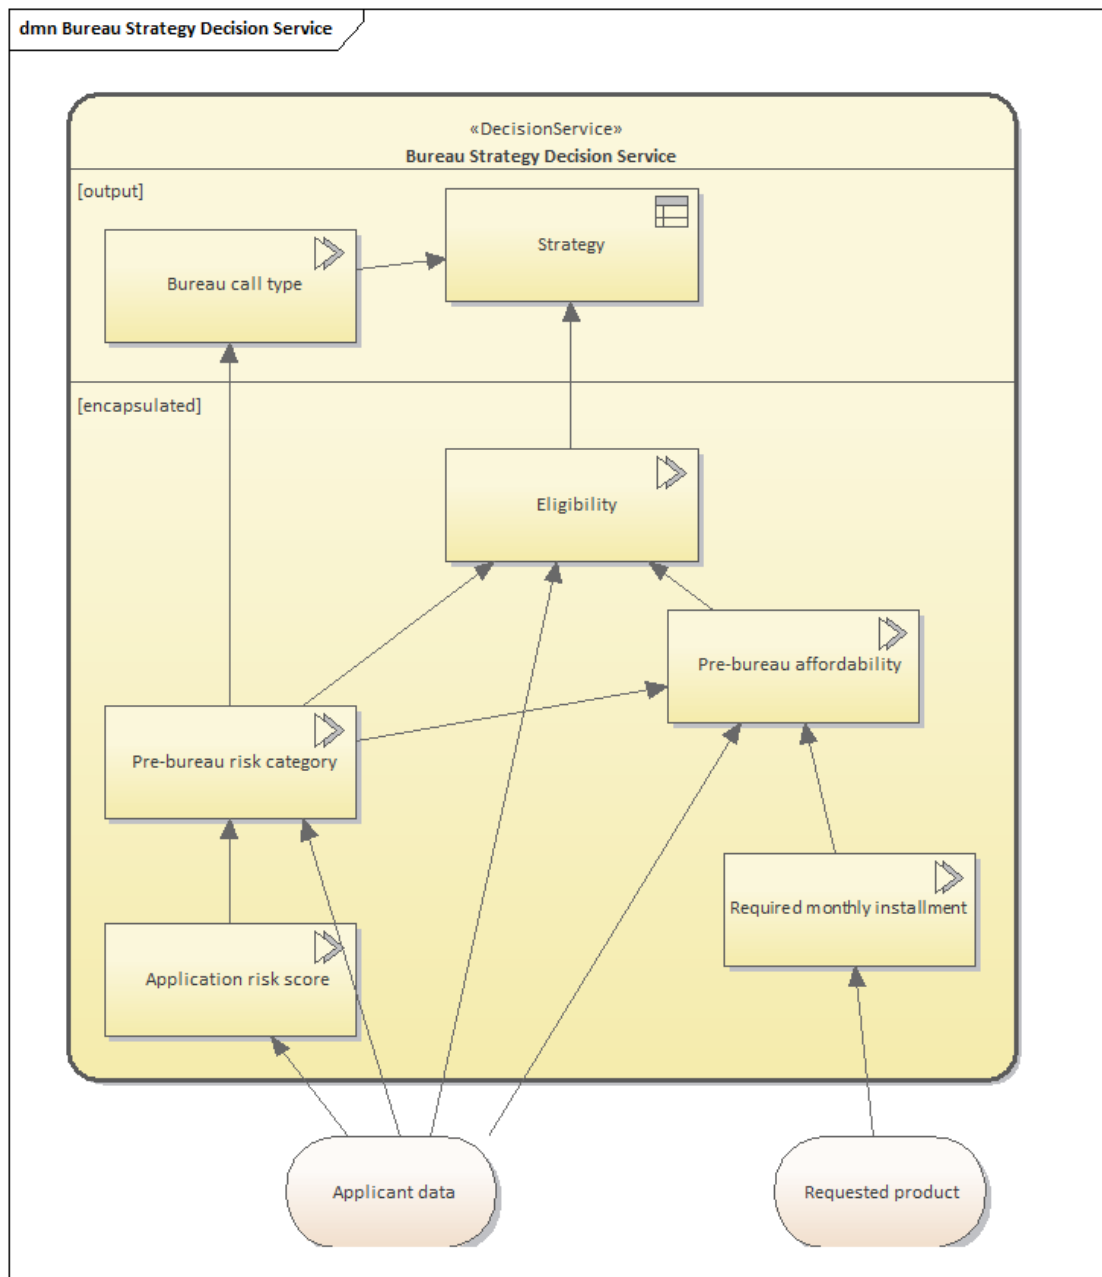 dmn Bureau Strategy Decision Service
«DecisionService»
Bureau Strategy Decision Service
[output]
Strategy
Bureau call type
[encapsulated]
Eligibility
Pre-bureau affordability
Pre-bureau risk category
Required monthly installment
Application risk score
Applicant data
Requested product